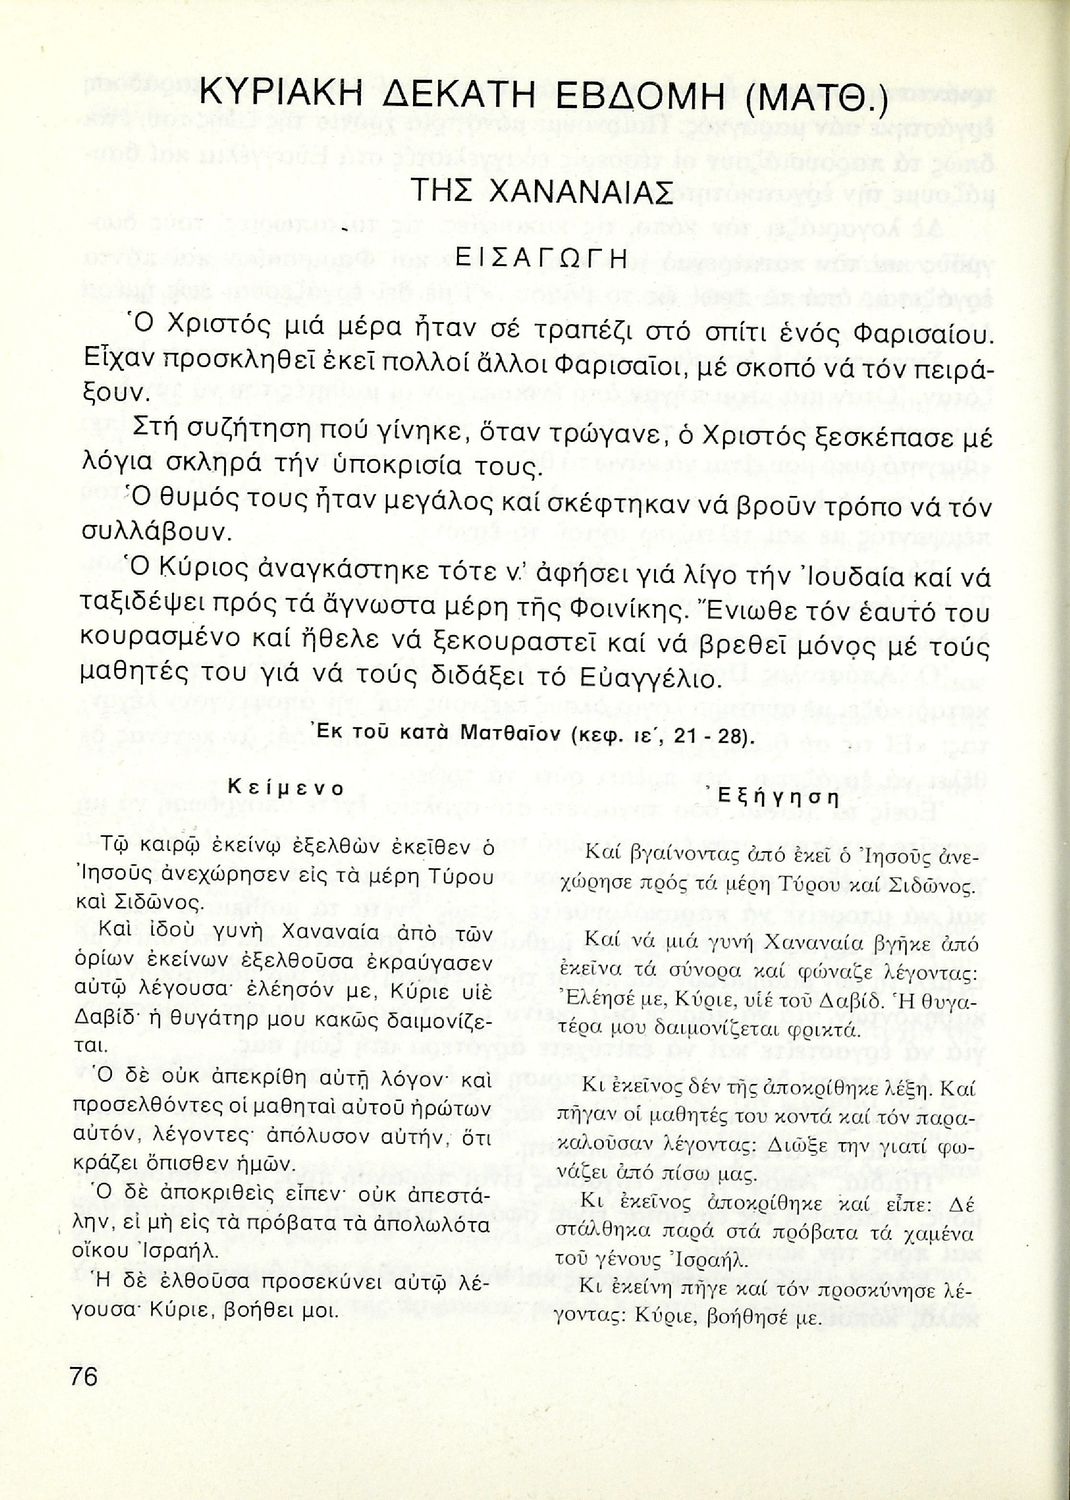 ΚΥΡΙΑΚΗ ΔΕΚΑΤΗ ΕΒΔΟΜΗ (ΜΑΤΘ.)
ΤΗΣ ΧΑΝΑΝΑΙΑΣ
ΕΙΣΑΓΩΓΗ
Ὁ Χριστός μιά μέρα ἦταν σέ τραπέζι στό σπίτι ἑνός Φαρισαίου.
Εἶχαν προσκληθεῖ ἐκεῖ πολλοί ἄλλοι Φαρισαῖοι, μέ σκοπό νά τόν πειρά-
ξουν.
Στή συζήτηση πού γίνηκε, ὅταν τρώγανε, ὁ Χριστός ξεσκέπασε μέ
λόγια σκληρά τήν ὑποκρισία τους.
Ὁ θυμός τους ἦταν μεγάλος καί σκέφτηκαν νά βροῦν τρόπο νά τόν
συλλάβουν.
Ὁ Κύριος ἀναγκάστηκε τότε ν' ἀφήσει γιά λίγο τήν Ἰουδαία καί νά
ταξιδέψει πρός τά ἄγνωστα μέρη τῆς Φοινίκης. Ἔνιωθε τόν ἑαυτό του
κουρασμένο καί ἤθελε νά ξεκουραστεῖ καί νά βρεθεῖ μόνος μέ τούς
μαθητές του γιά νά τούς διδάξει τό Εὐαγγέλιο.
Ἐκ τοῦ κατὰ Ματθαῖον (κεφ. ιε', 21 - 28).
Κείμενο
Τῷ καιρῷ ἐκείνῳ ἐξελθὼν ἐκεῖθεν ὁ
Ἰησοῦς ἀνεχώρησεν εἰς τὰ μέρη Τύρου
καὶ Σιδῶνος.
Καὶ ἰδοὺ γυνὴ Χαναναία ἀπὸ τῶν
ὁρίων ἐκείνων ἐξελθοῦσα ἐκραύγασεν
αὐτῷ λέγουσα· ἐλέησόν με, Κύριε υἱὲ
Δαβίδ· ἡ θυγάτηρ μου κακῶς δαιμονίζε-
ται.
Ὁ δὲ οὐκ ἀπεκρίθη αὐτῇ λόγον· καὶ
προσελθόντες οἱ μαθηταὶ αὐτοῦ ἠρώτων
αὐτόν, λέγοντες· ἀπόλυσον αὐτήν, ὅτι
κράζει ὄπισθεν ἡμῶν.
Ὁ δὲ ἀποκριθεὶς εἶπεν· οὐκ ἀπεστά-
λην, εἰ μὴ εἰς τὰ πρόβατα τὰ ἀπολωλότα
οἴκου Ἰσραήλ.
Ἡ δὲ ἐλθοῦσα προσεκύνει αὐτῷ λέ-
γουσα· Κύριε, βοήθει μοι.
Ἐξήγηση
Καί βγαίνοντας ἀπό ἐκεῖ ὁ Ἰησοῦς ἀνε-
χώρησε πρός τά μέρη Τύρου καί Σιδῶνος.
Καί νά μιά γυνή Χαναναία βγῆκε ἀπό
ἐκεῖνα τά σύνορα καί φώναζε λέγοντας:
Ἐλέησέ με, Κύριε, υἱέ τοῦ Δαβίδ. Ἡ θυγα-
τέρα μου δαιμονίζεται φρικτά.
Κι ἐκεῖνος δέν τῆς ἀποκρίθηκε λέξη. Καί
πῆγαν οἱ μαθητές του κοντά καί τόν παρα-
καλοῦσαν λέγοντας: Διῶξε την γιατί φω-
νάζει ἀπό πίσω μας.
Κι ἐκεῖνος ἀποκρίθηκε καί εἶπε: Δέ
στάλθηκα παρά στά πρόβατα τά χαμένα
τοῦ γένους Ἰσραήλ.
Κι ἐκείνη πῆγε καί τόν προσκύνησε λέ-
γοντας: Κύριε, βοήθησέ με.
76